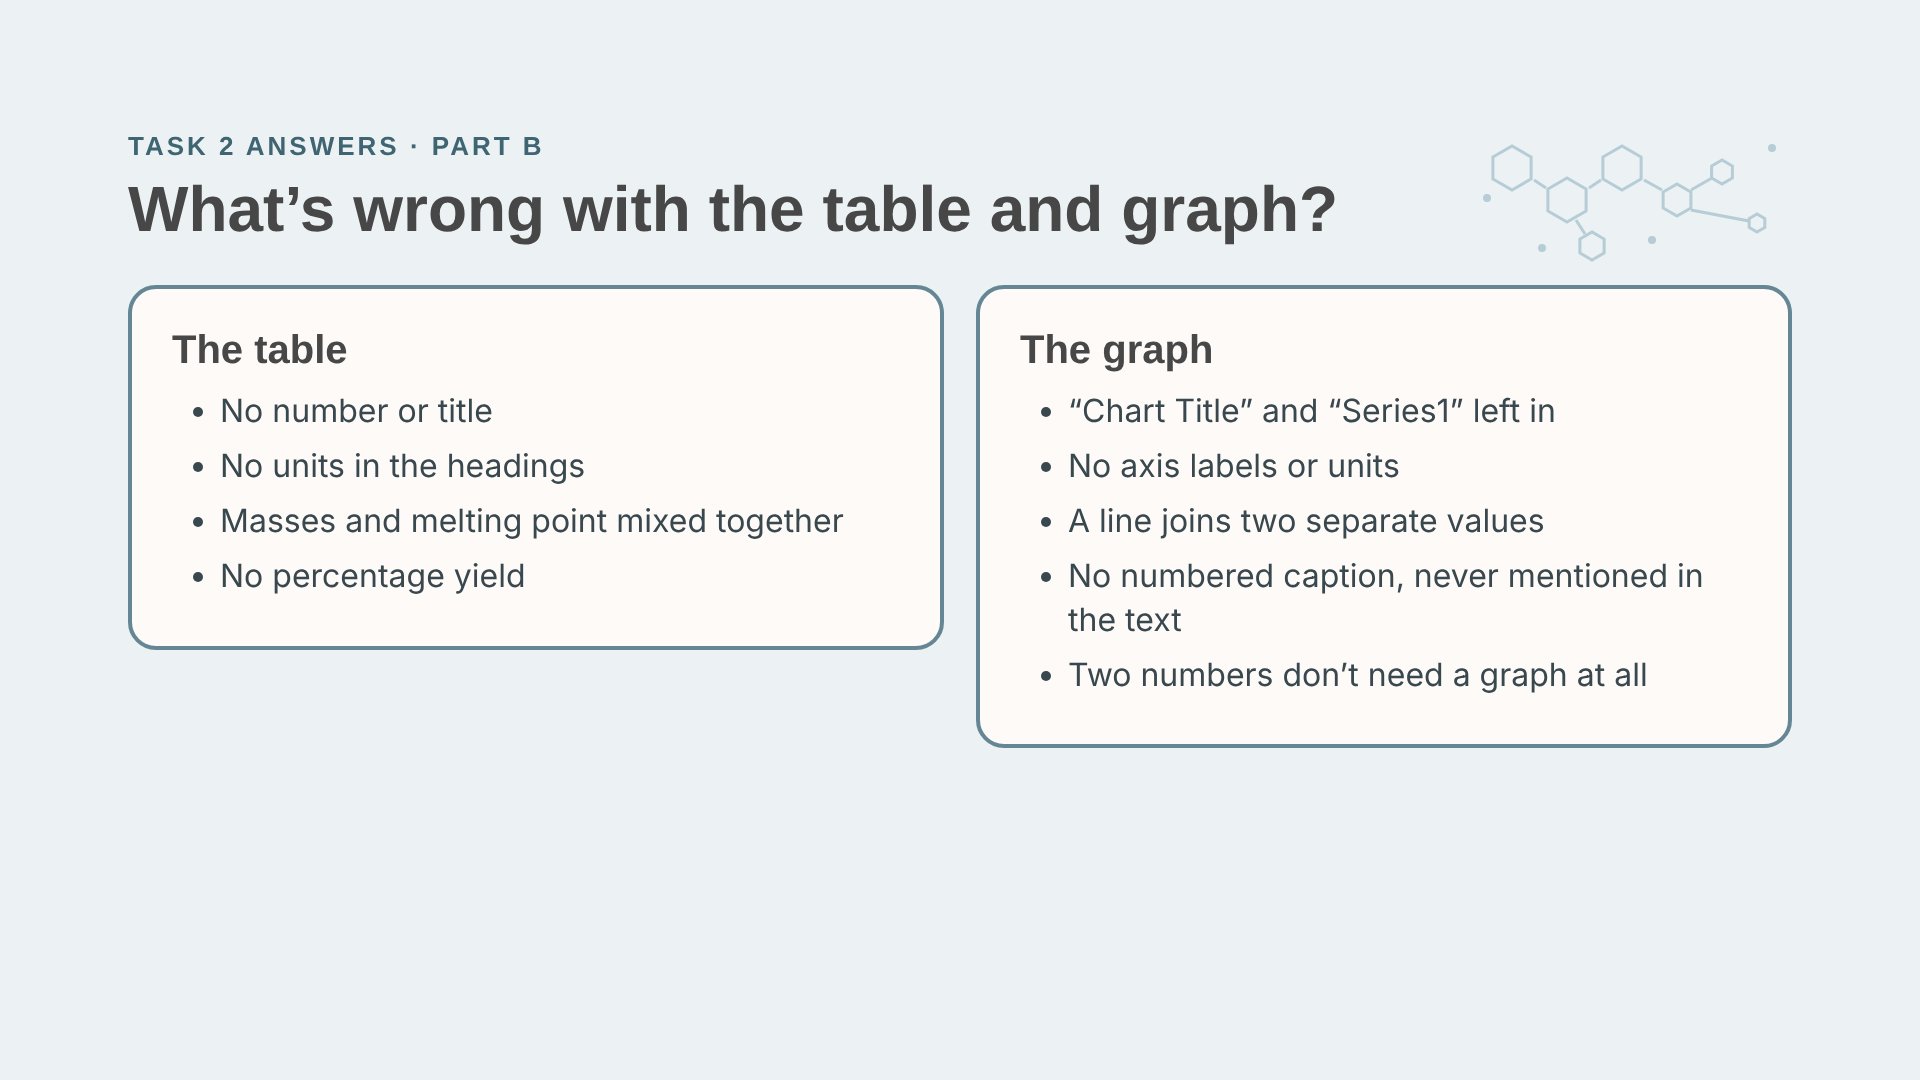 TASK 2 ANSWERS · PART B
What’s wrong with the table and graph?
The table
• No number or title
• No units in the headings
• Masses and melting point mixed together
• No percentage yield
The graph
• “Chart Title” and “Series1” left in
• No axis labels or units
• A line joins two separate values
• No numbered caption, never mentioned in
the text
• Two numbers don’t need a graph at all